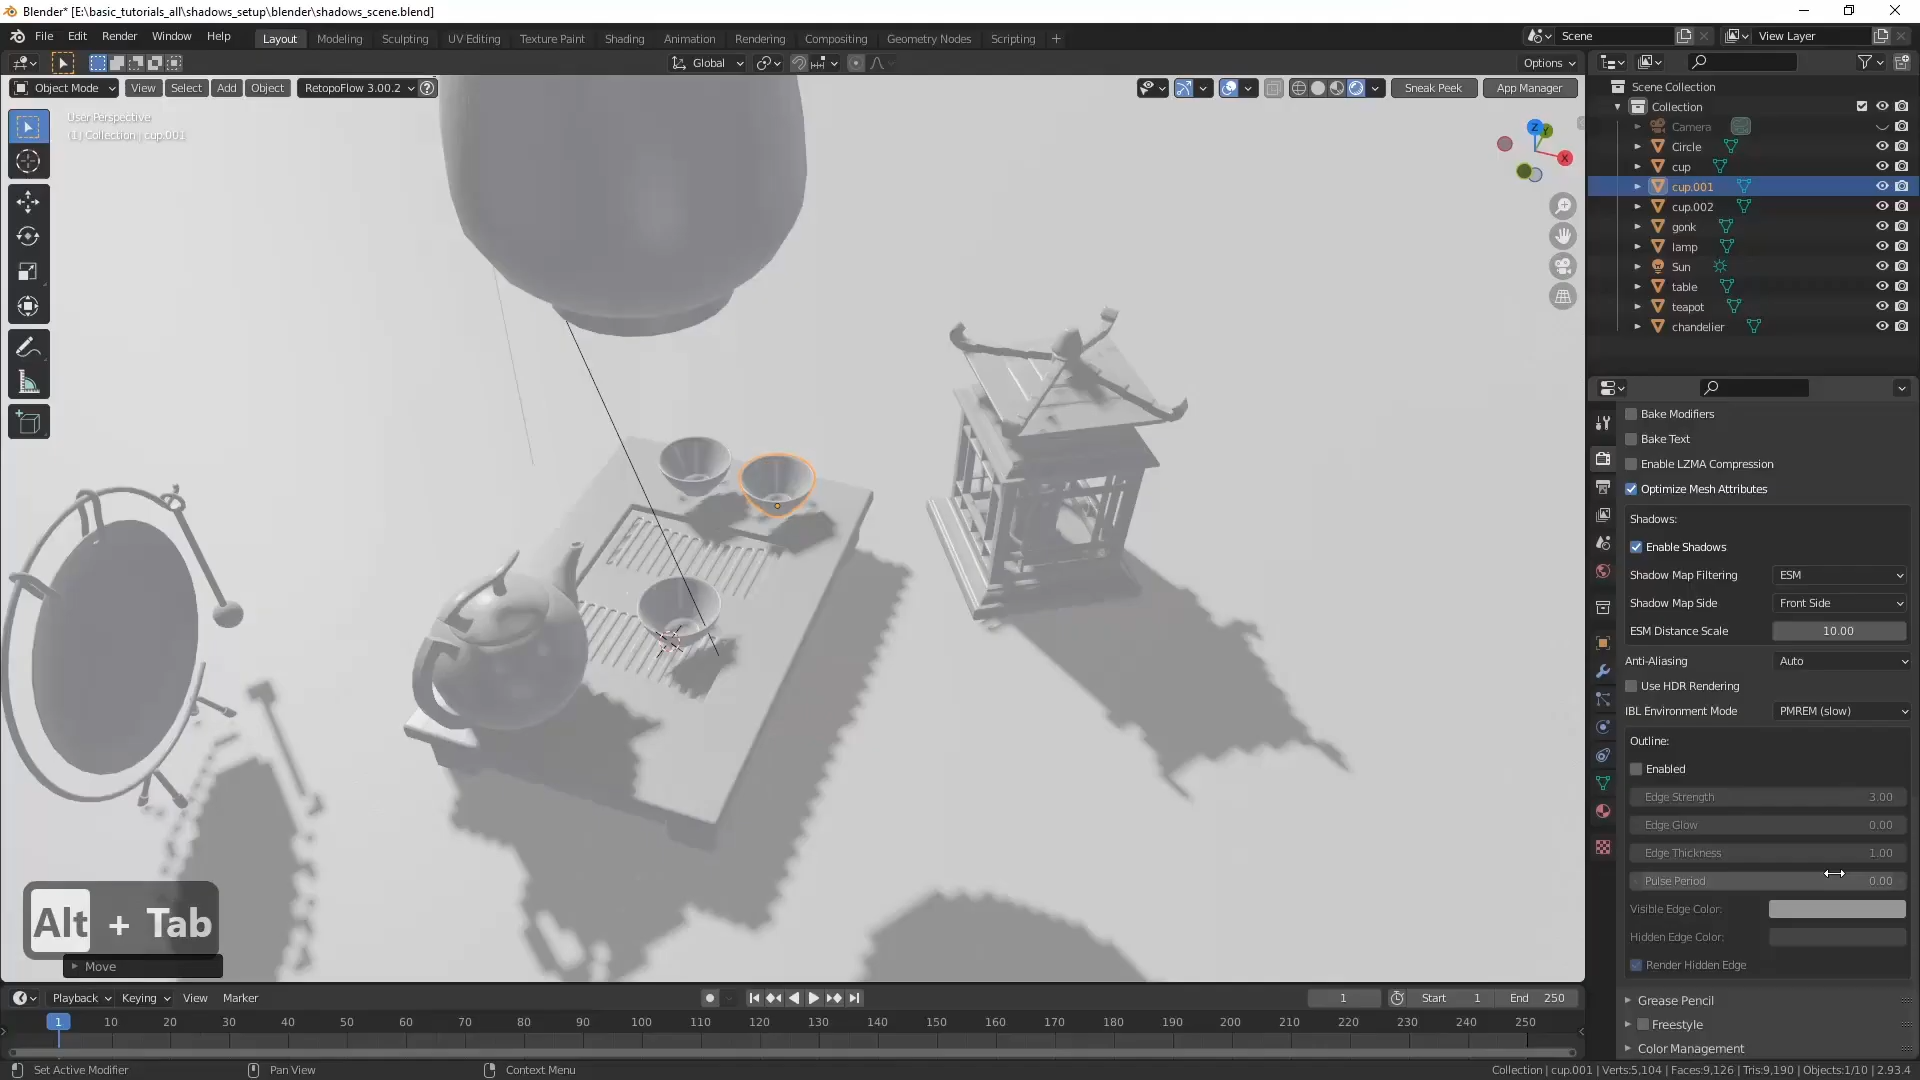 Blender* [E:\basic_tutorials_all\shadows_setup\blender\shadows_scene.blend]
File Edit Render Window Help Layout Modeling Sculpting UV Editing Texture Paint Shading Animation Rendering Compositing Geometry Nodes Scripting + Scene View Layer
Global Options
Object Mode View Select Add Object RetopoFlow 3.00.2 Sneak Peek App Manager
User Perspective
(1) Collection | cup.001
Z
Y
X
Scene Collection
Collection
Camera
Circle
cup
cup.001
cup.002
gonk
lamp
Sun
table
teapot
chandelier
Bake Modifiers
Bake Text
Enable LZMA Compression
Optimize Mesh Attributes
Shadows:
Enable Shadows
Shadow Map Filtering ESM
Shadow Map Side Front Side
ESM Distance Scale 10.00
Anti-Aliasing Auto
Use HDR Rendering
IBL Environment Mode PMREM (slow)
Outline:
Enabled
Edge Strength 3.00
Edge Glow 0.00
Edge Thickness 1.00
Pulse Period 0.00
Visible Edge Color:
Hidden Edge Color:
Render Hidden Edge
Grease Pencil
Freestyle
Color Management
Alt + Tab
Move
Playback Keying View Marker 1 Start 1 End 250
1 10 20 30 40 50 60 70 80 90 100 110 120 130 140 150 160 170 180 190 200 210 220 230 240 250
Set Active Modifier Pan View Context Menu Collection | cup.001 | Verts:5,104 | Faces:9,126 | Tris:9,190 | Objects:1/10 | 2.93.4